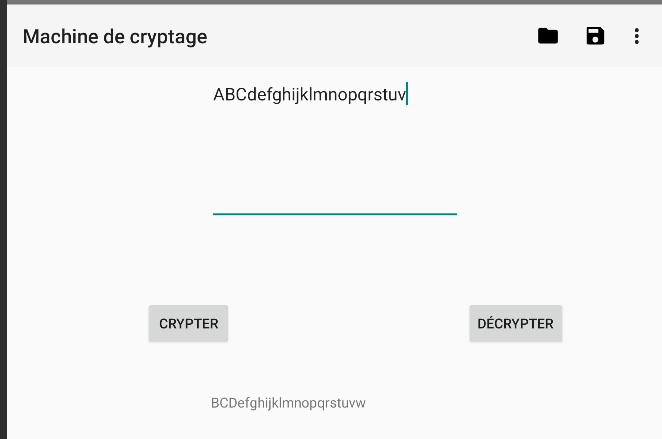 Machine de cryptage
ABCdefghijklmnopqrstuv
CRYPTER
DÉCRYPTER
BCDefghijklmnopqrstuvw